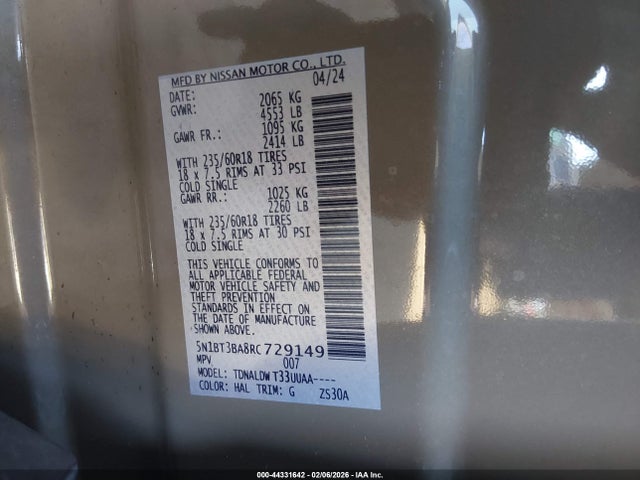 MFD BY NISSAN MOTOR CO., LTD.
DATE: 04/24
GVWR: 2065 KG
4553 LB
GAWR FR.: 1095 KG
2414 LB
WITH 235/60R18 TIRES
18 x 7.5 RIMS AT 33 PSI
COLD SINGLE
GAWR RR.: 1025 KG
2260 LB
WITH 235/60R18 TIRES
18 x 7.5 RIMS AT 30 PSI
COLD SINGLE
THIS VEHICLE CONFORMS TO
ALL APPLICABLE FEDERAL
MOTOR VEHICLE SAFETY AND
THEFT PREVENTION
STANDARDS IN EFFECT ON
THE DATE OF MANUFACTURE
SHOWN ABOVE.
5N1BT3BA8RC729149
MPV 007
MODEL: TDNALDW T33UUAA----
COLOR: HAL TRIM: G ZS30A
000-44331642 - 02/06/2026 - IAA Inc.